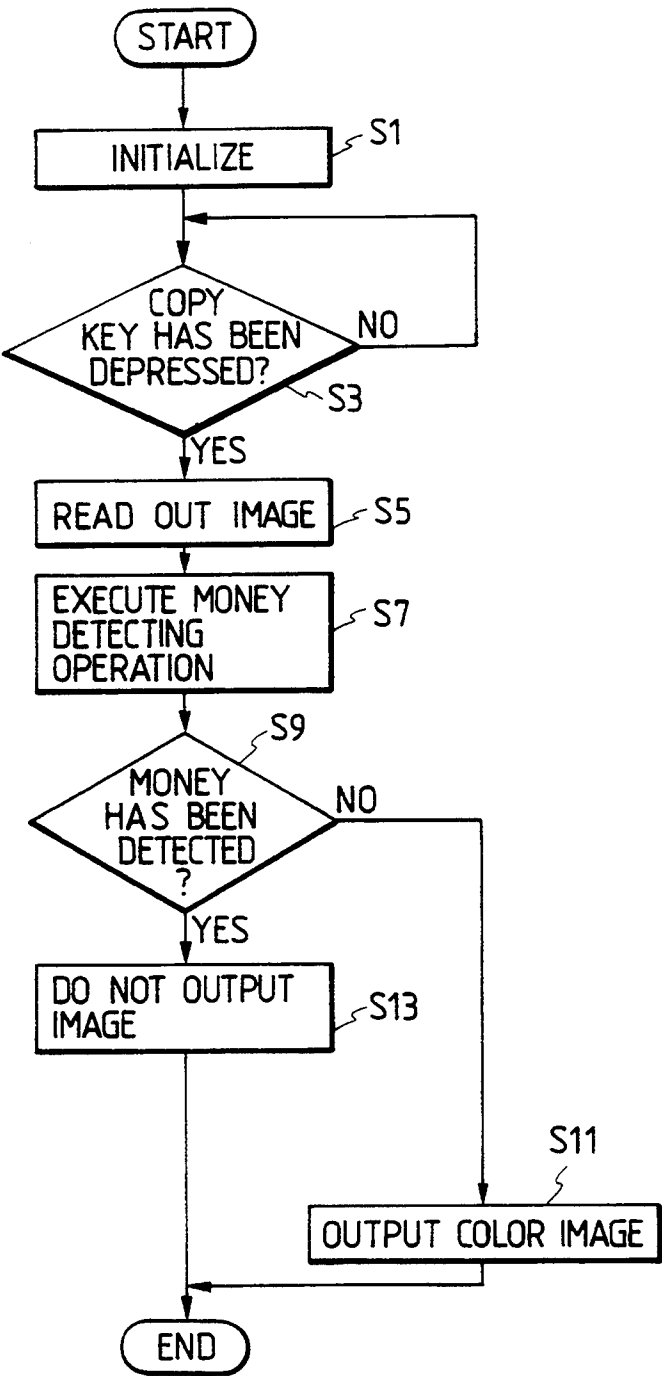 START
INITIALIZE
S1
COPY
KEY HAS BEEN
DEPRESSED?
NO
S3
YES
READ OUT IMAGE
S5
EXECUTE MONEY
DETECTING
OPERATION
S7
S9
MONEY
HAS BEEN
DETECTED
?
NO
YES
DO NOT OUTPUT
IMAGE
S13
S11
OUTPUT COLOR IMAGE
END